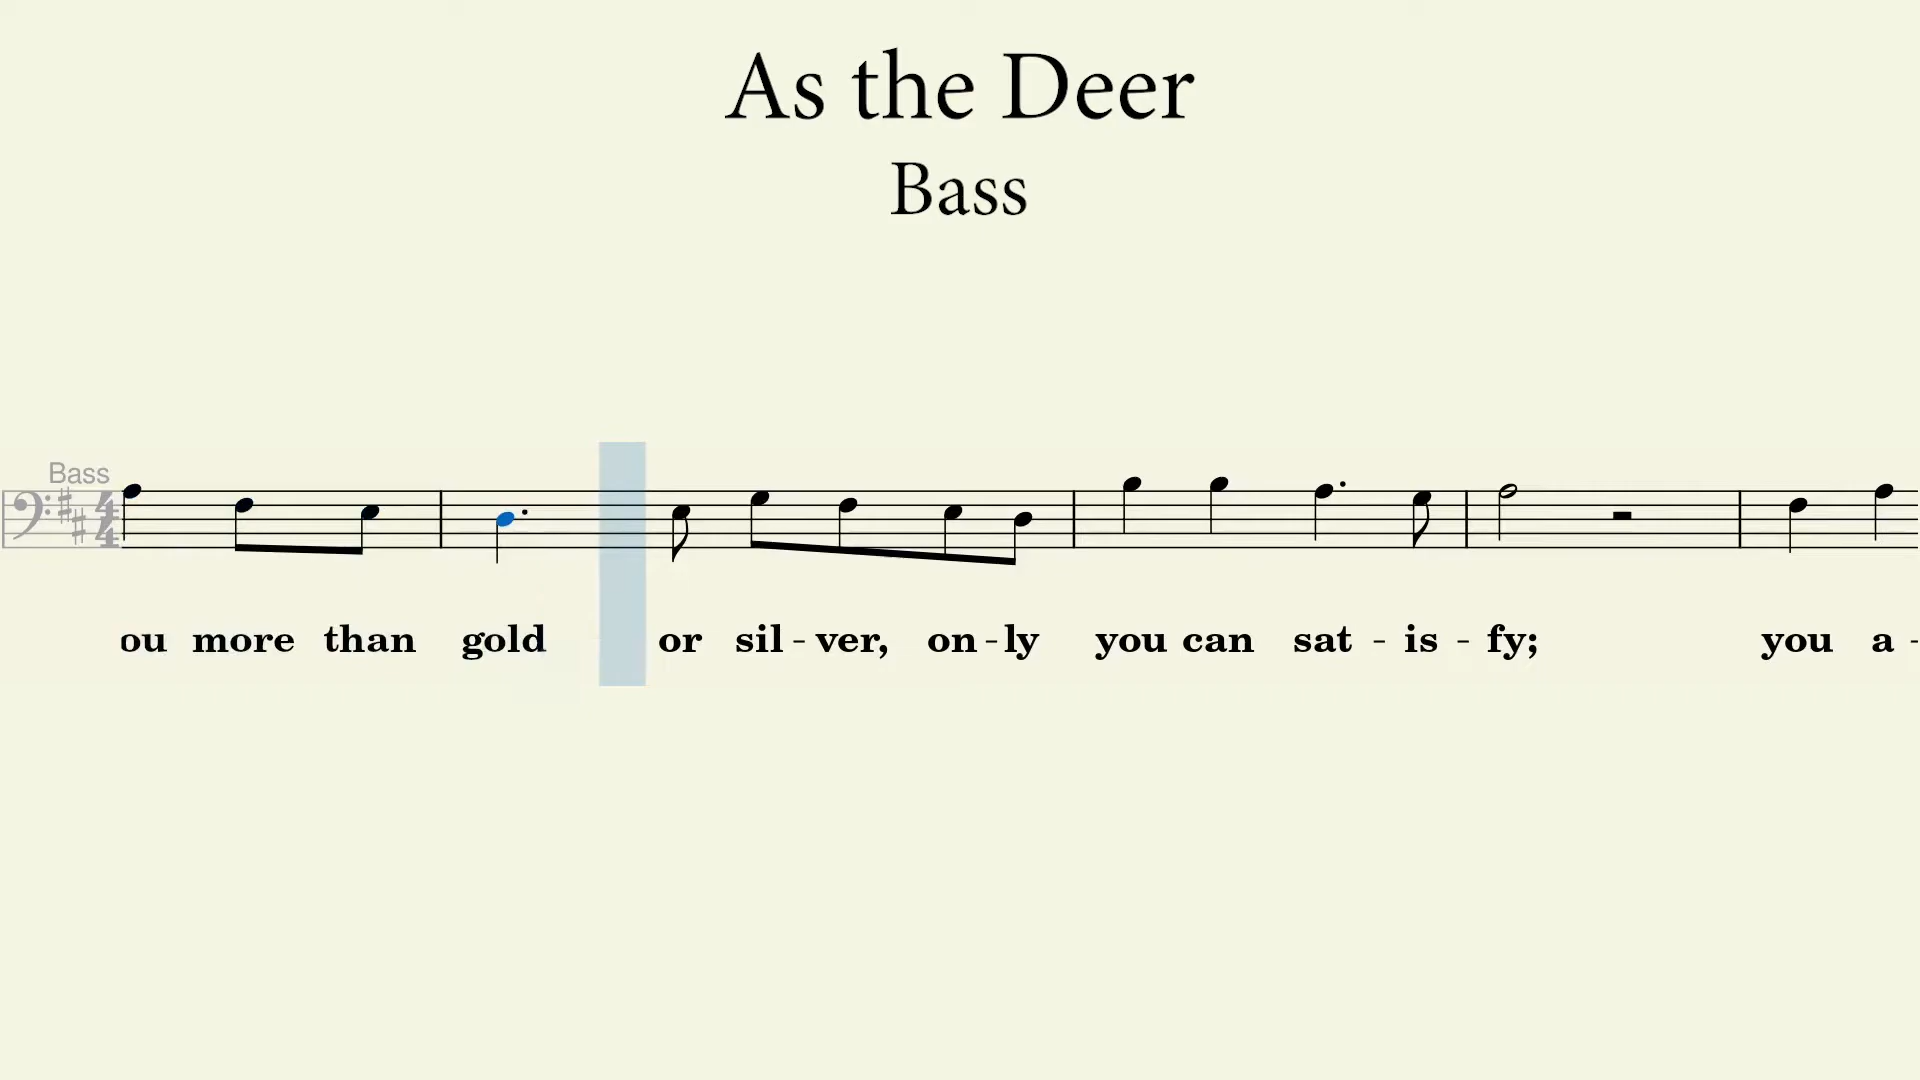 As the Deer
Bass
Bass
ou more than gold or sil - ver, on - ly you can sat - is - fy; you a -